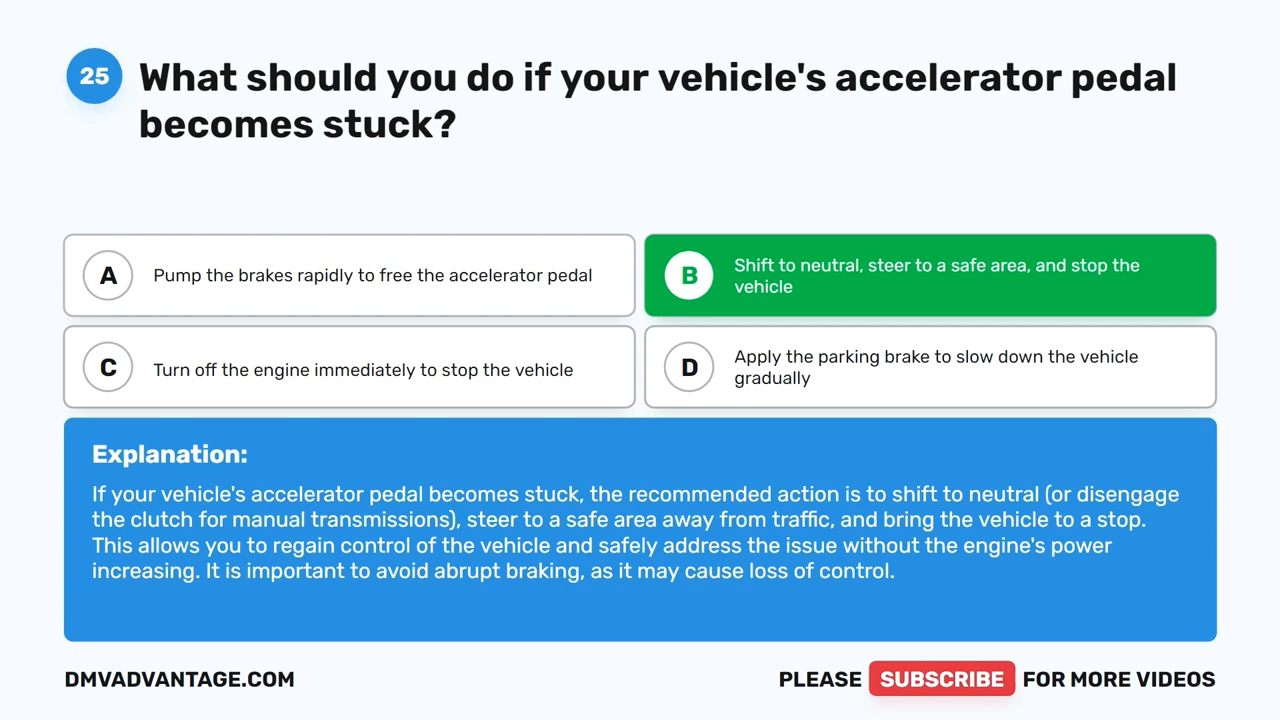 25
What should you do if your vehicle's accelerator pedal
becomes stuck?
A
Pump the brakes rapidly to free the accelerator pedal
B
Shift to neutral, steer to a safe area, and stop the
vehicle
C
Turn off the engine immediately to stop the vehicle
D
Apply the parking brake to slow down the vehicle
gradually
Explanation:
If your vehicle's accelerator pedal becomes stuck, the recommended action is to shift to neutral (or disengage
the clutch for manual transmissions), steer to a safe area away from traffic, and bring the vehicle to a stop.
This allows you to regain control of the vehicle and safely address the issue without the engine's power
increasing. It is important to avoid abrupt braking, as it may cause loss of control.
DMVADVANTAGE.COM
PLEASE SUBSCRIBE FOR MORE VIDEOS